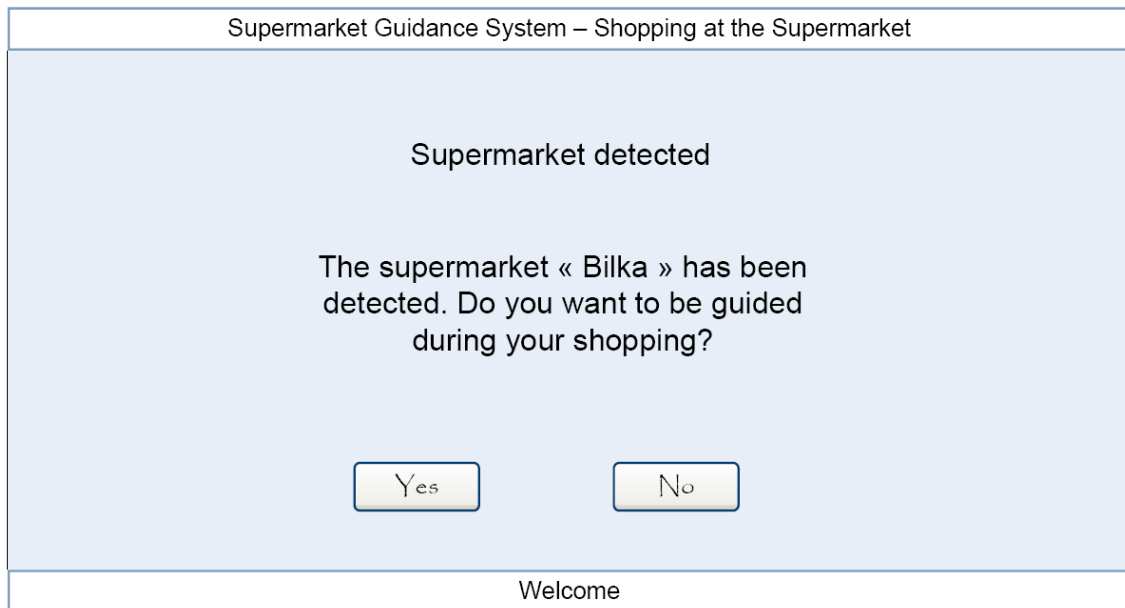 Supermarket Guidance System – Shopping at the Supermarket
Supermarket detected
The supermarket « Bilka » has been
detected. Do you want to be guided
during your shopping?
Yes
No
Welcome